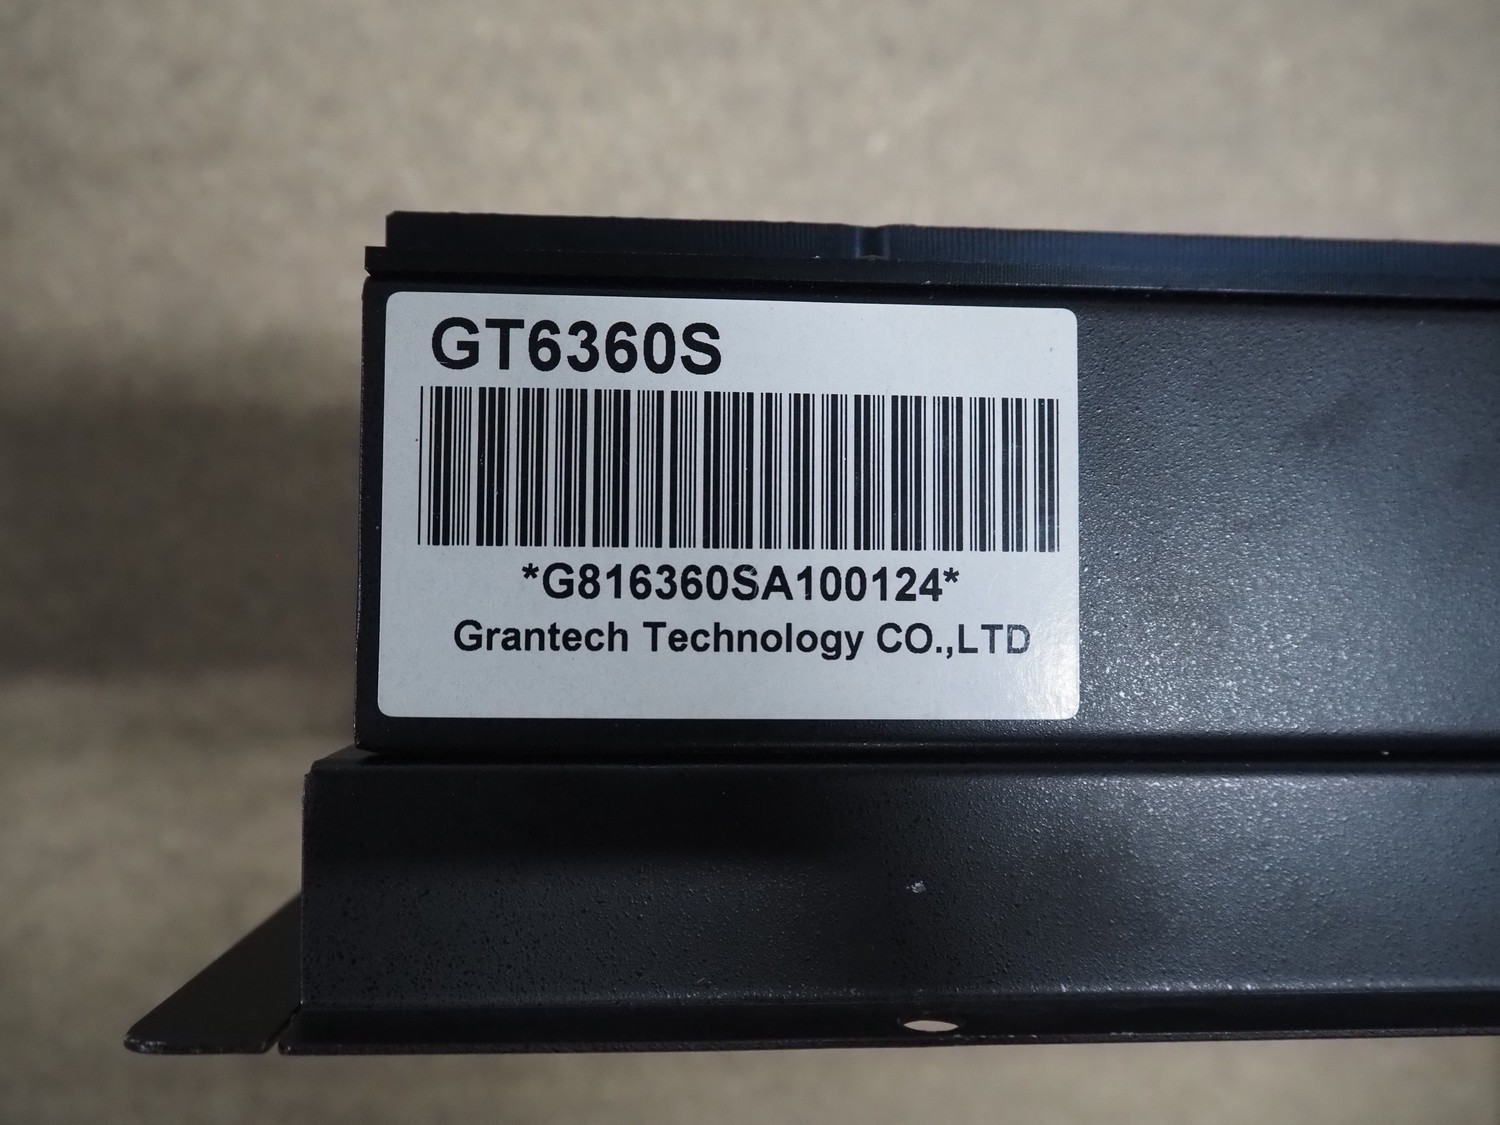 GT6360S
*G816360SA100124*
Grantech Technology CO.,LTD